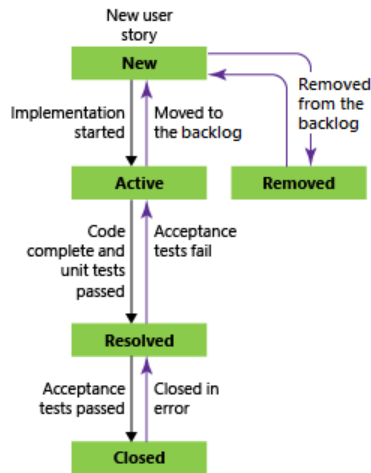 New user
story
New
Removed
from the
backlog
Implementation
started
Moved to
the backlog
Active
Removed
Code
complete and
unit tests
passed
Acceptance
tests fail
Resolved
Acceptance
tests passed
Closed in
error
Closed